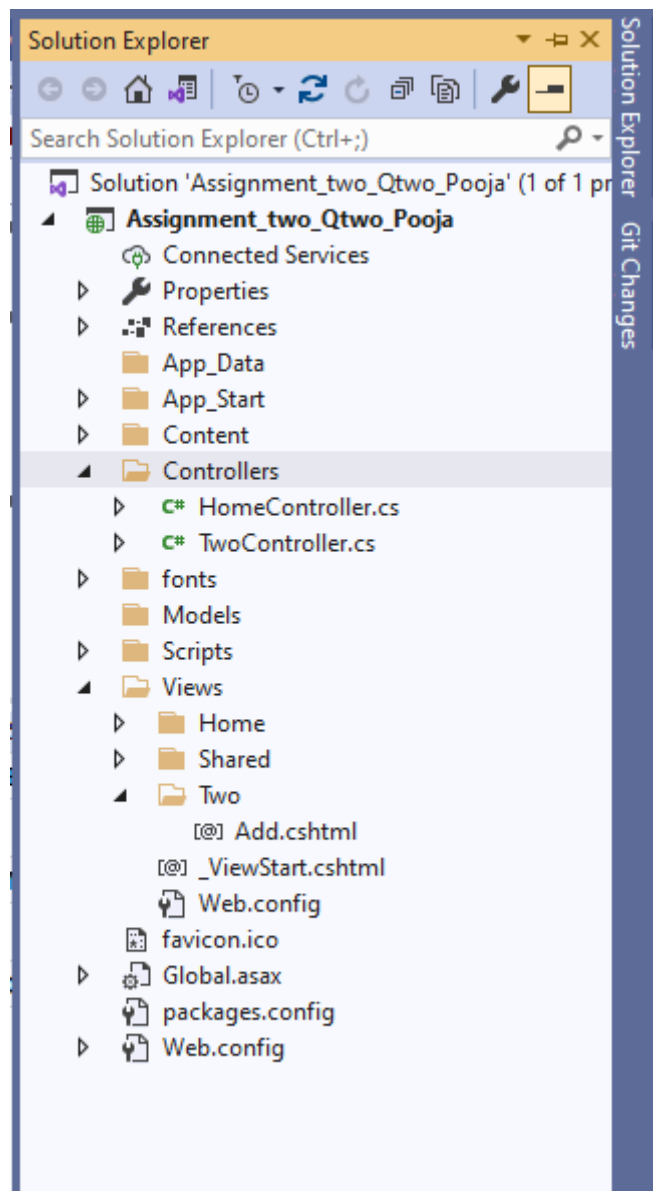 Solution Explorer
Search Solution Explorer (Ctrl+;)
Solution 'Assignment_two_Qtwo_Pooja' (1 of 1 pr
Assignment_two_Qtwo_Pooja
Connected Services
Properties
References
App_Data
App_Start
Content
Controllers
C# HomeController.cs
C# TwoController.cs
fonts
Models
Scripts
Views
Home
Shared
Two
[@] Add.cshtml
[@] _ViewStart.cshtml
Web.config
favicon.ico
Global.asax
packages.config
Web.config
Solution Explorer
Git Changes